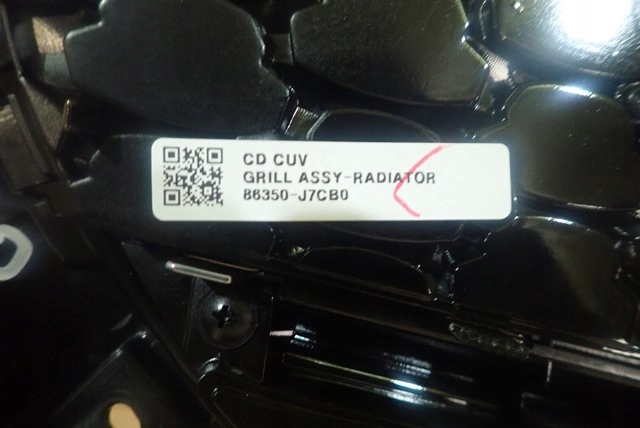 CD CUV
GRILL ASSY-RADIATOR
86350-J7CB0